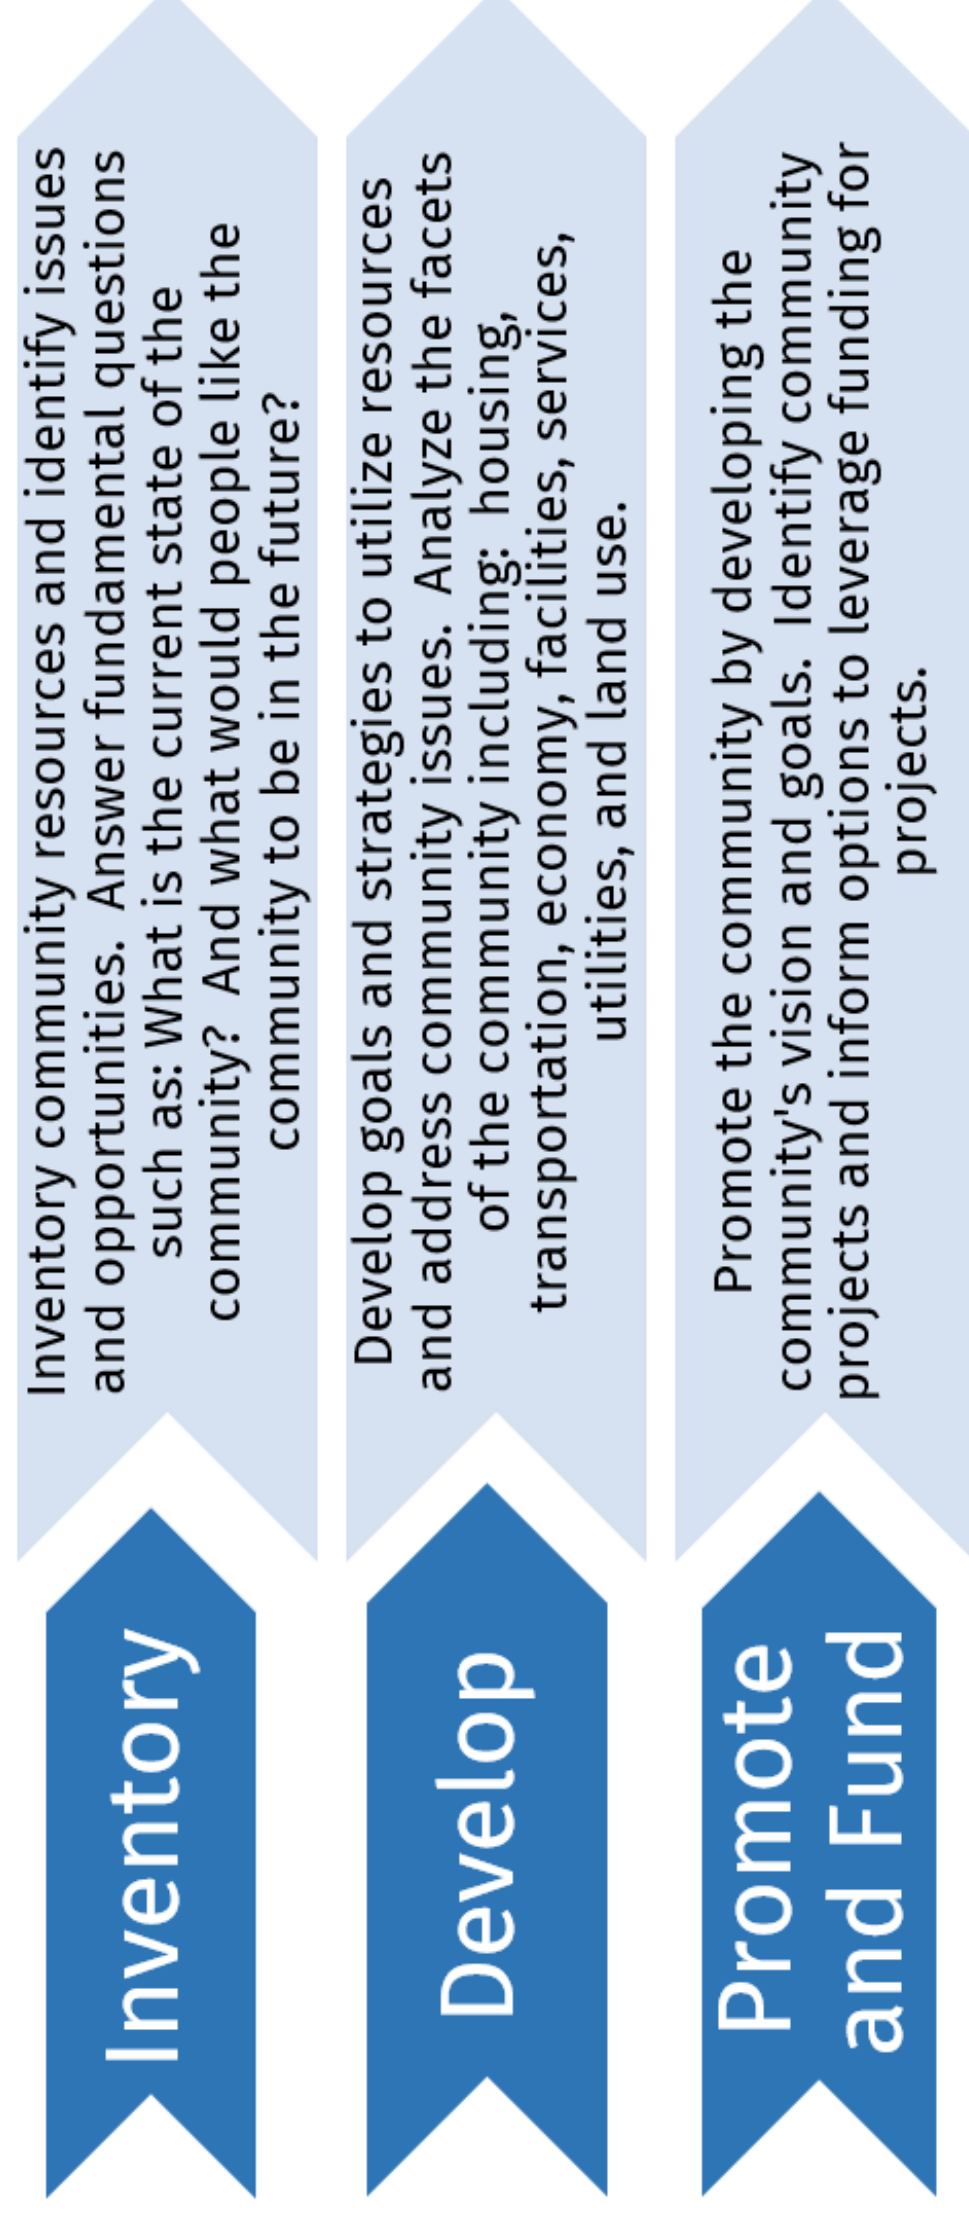 Inventory
Inventory community resources and identify issues
and opportunities.  Answer fundamental questions
such as: What is the current state of the
community?  And what would people like the
community to be in the future?
Develop
Develop goals and strategies to utilize resources
and address community issues.  Analyze the facets
of the community including:  housing,
transportation, economy, facilities, services,
utilities, and land use.
Promote
and Fund
Promote the community by developing the
community's vision and goals.  Identify community
projects and inform options to leverage funding for
projects.